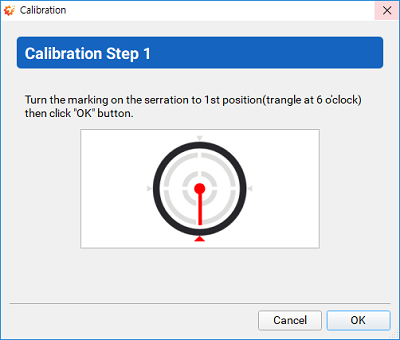 Calibration
Calibration Step 1
Turn the marking on the serration to 1st position(trangle at 6 o'clock)
then click "OK" button.
Cancel
OK